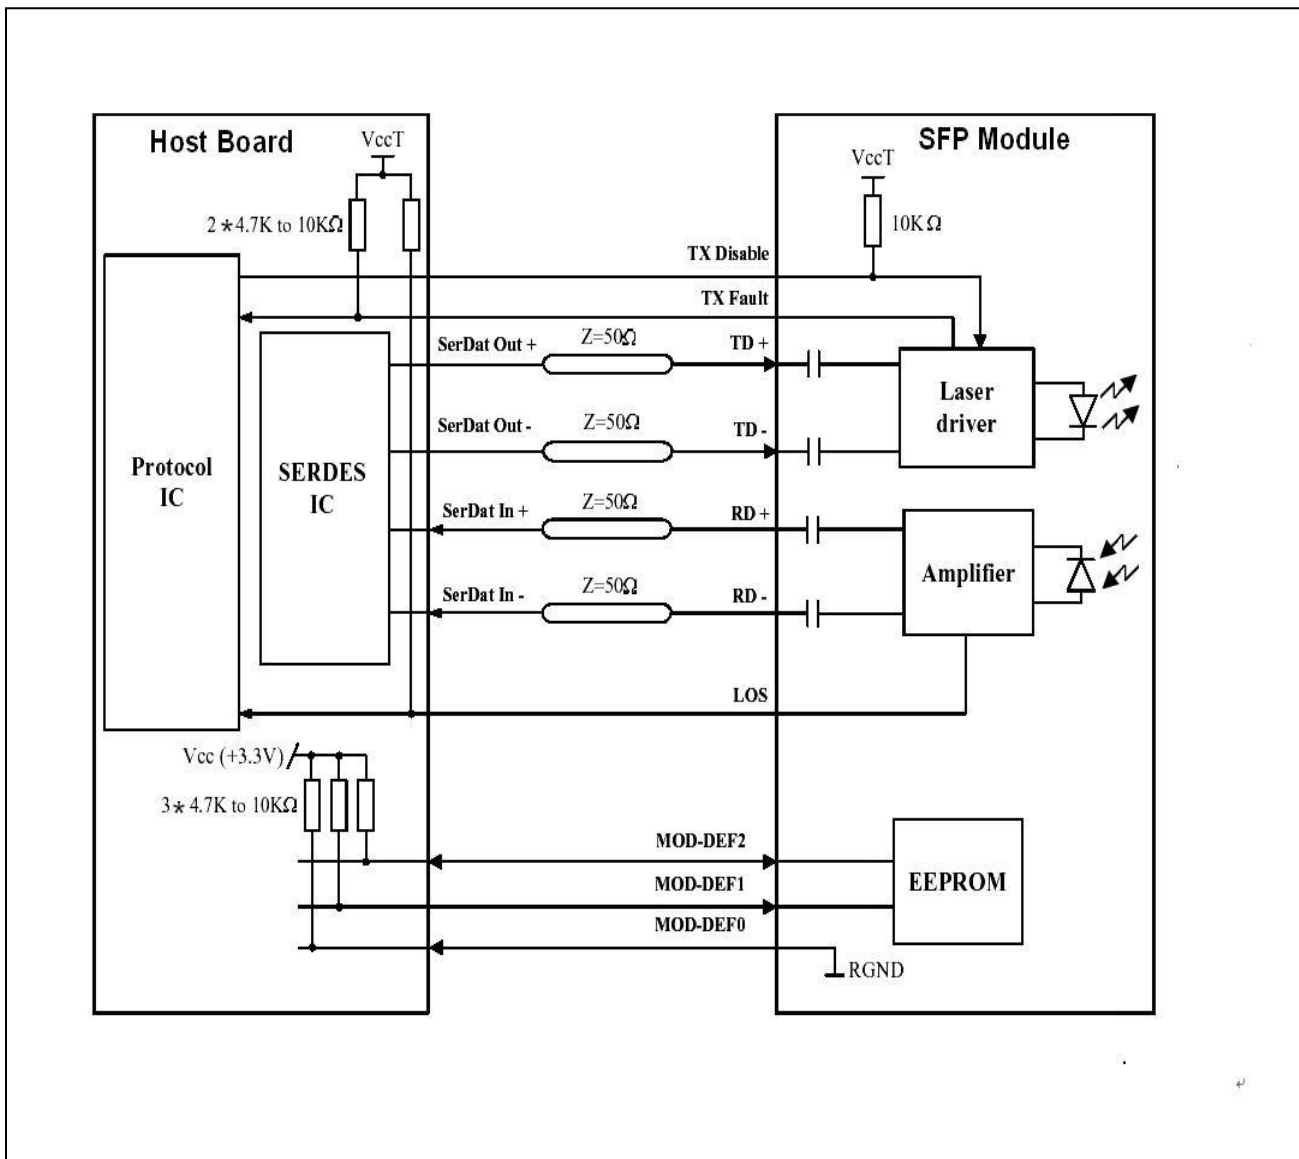 Host Board
SFP Module
VccT
VccT
2*4.7K to 10KΩ
10KΩ
TX Disable
TX Fault
SerDat Out +
Z=50Ω
TD +
SerDat Out -
Z=50Ω
TD -
Laser
driver
Protocol
IC
SERDES
IC
SerDat In +
Z=50Ω
RD +
SerDat In -
Z=50Ω
RD -
Amplifier
LOS
Vcc (+3.3V)
3*4.7K to 10KΩ
MOD-DEF2
MOD-DEF1
MOD-DEF0
EEPROM
RGND